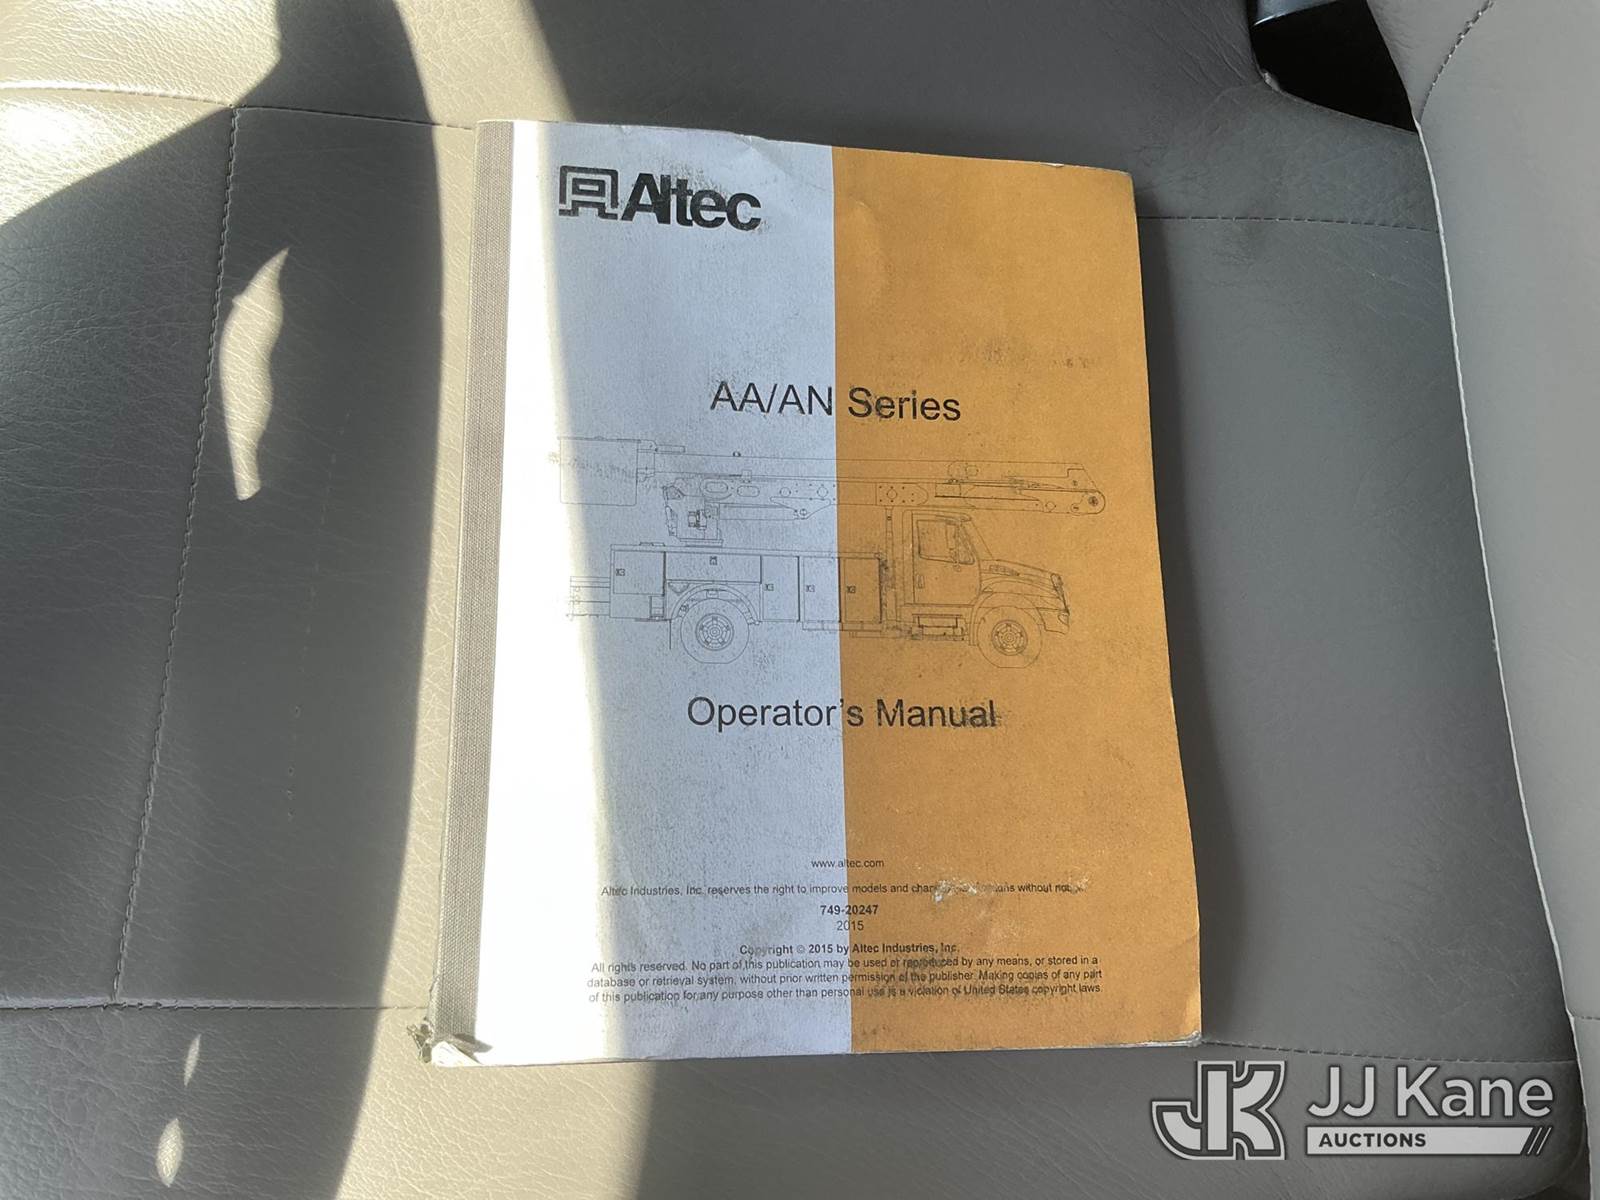 Altec
AA/AN Series
Operator's Manual
www.altec.com
Altec Industries, Inc. reserves the right to improve models and without
749-20247
2015
Copyright © 2015 by Altec Industries, Inc.
All rights reserved. No part of this publication may be used or reproduced by any means, or stored in a
database or retrieval system, without prior written permission of the publisher. Making copies of any part
of this publication for any purpose other than personal use is a violation of United States copyright laws.
JK JJ Kane
AUCTIONS